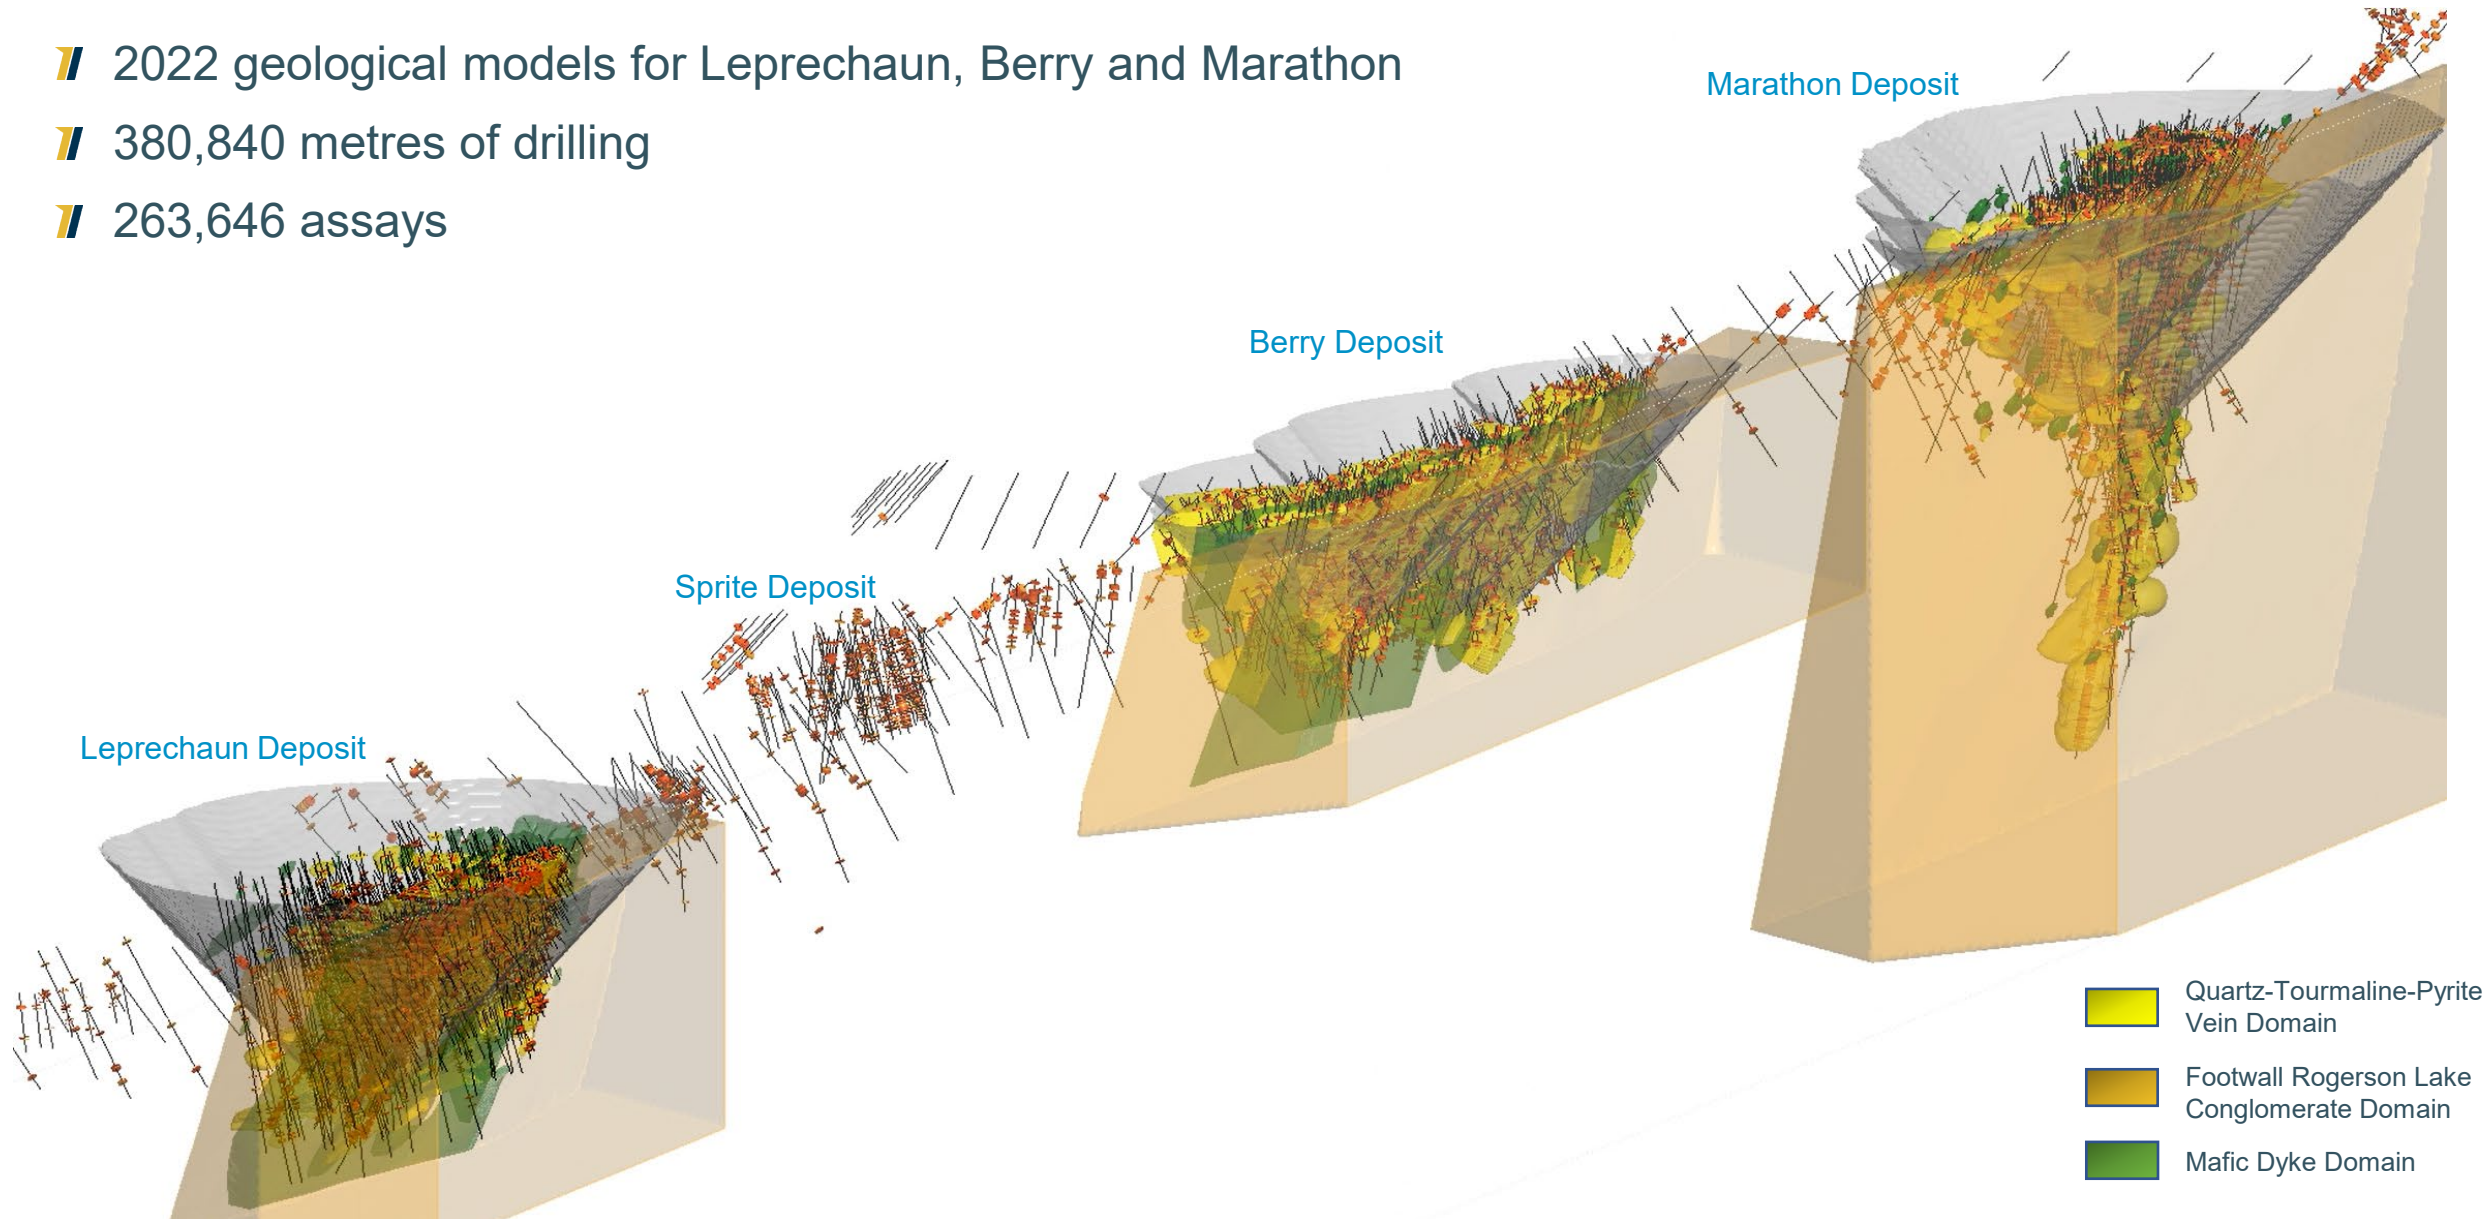 2022 geological models for Leprechaun, Berry and Marathon
380,840 metres of drilling
263,646 assays
Marathon Deposit
Berry Deposit
Sprite Deposit
Leprechaun Deposit
Quartz-Tourmaline-Pyrite
Vein Domain
Footwall Rogerson Lake
Conglomerate Domain
Mafic Dyke Domain